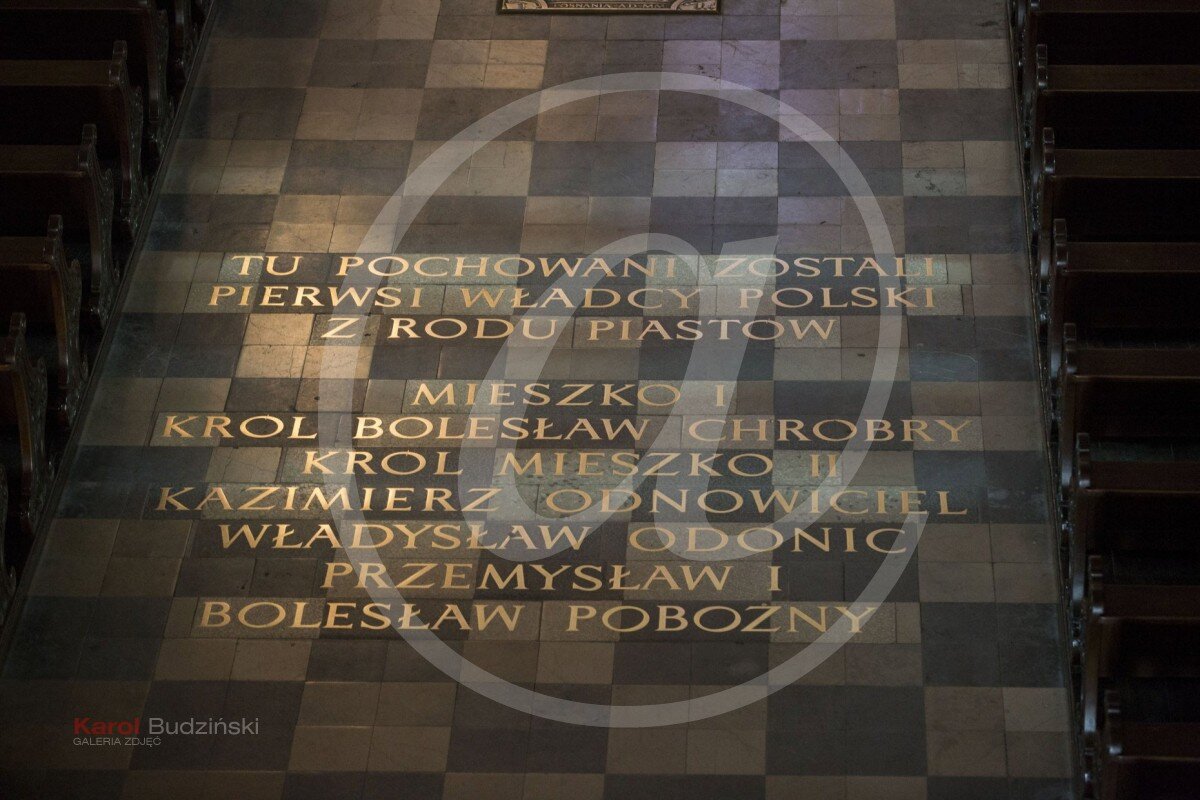 TU POCHOWANI ZOSTALI
PIERWSI WŁADCY POLSKI
Z RODU PIASTÓW
MIESZKO I
KRÓL BOLESŁAW CHROBRY
KRÓL MIESZKO II
KAZIMIERZ ODNOWICIEL
WŁADYSŁAW ODONIC
PRZEMYSŁAW I
BOLESŁAW POBOŻNY
Karol Budziński
GALERIA ZDJĘĆ
@